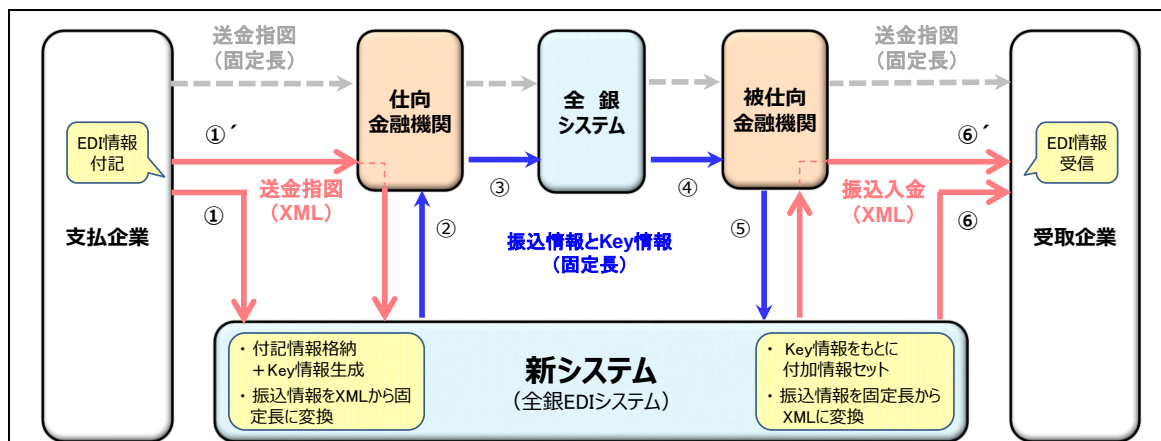 送金指図
(固定長)
送金指図
(固定長)
仕向
金融機関
全 銀
システム
被仕向
金融機関
EDI情報
付記
①´
⑥´
EDI情報
受信
③
④
送金指図
(XML)
振込入金
(XML)
①
②
⑤
⑥
支払企業
振込情報とKey情報
(固定長)
受取企業
・ 付記情報格納
＋Key情報生成
・ 振込情報をXMLから固
定長に変換
新システム
(全銀EDIシステム)
・ Key情報をもとに
付加情報セット
・ 振込情報を固定長から
XMLに変換